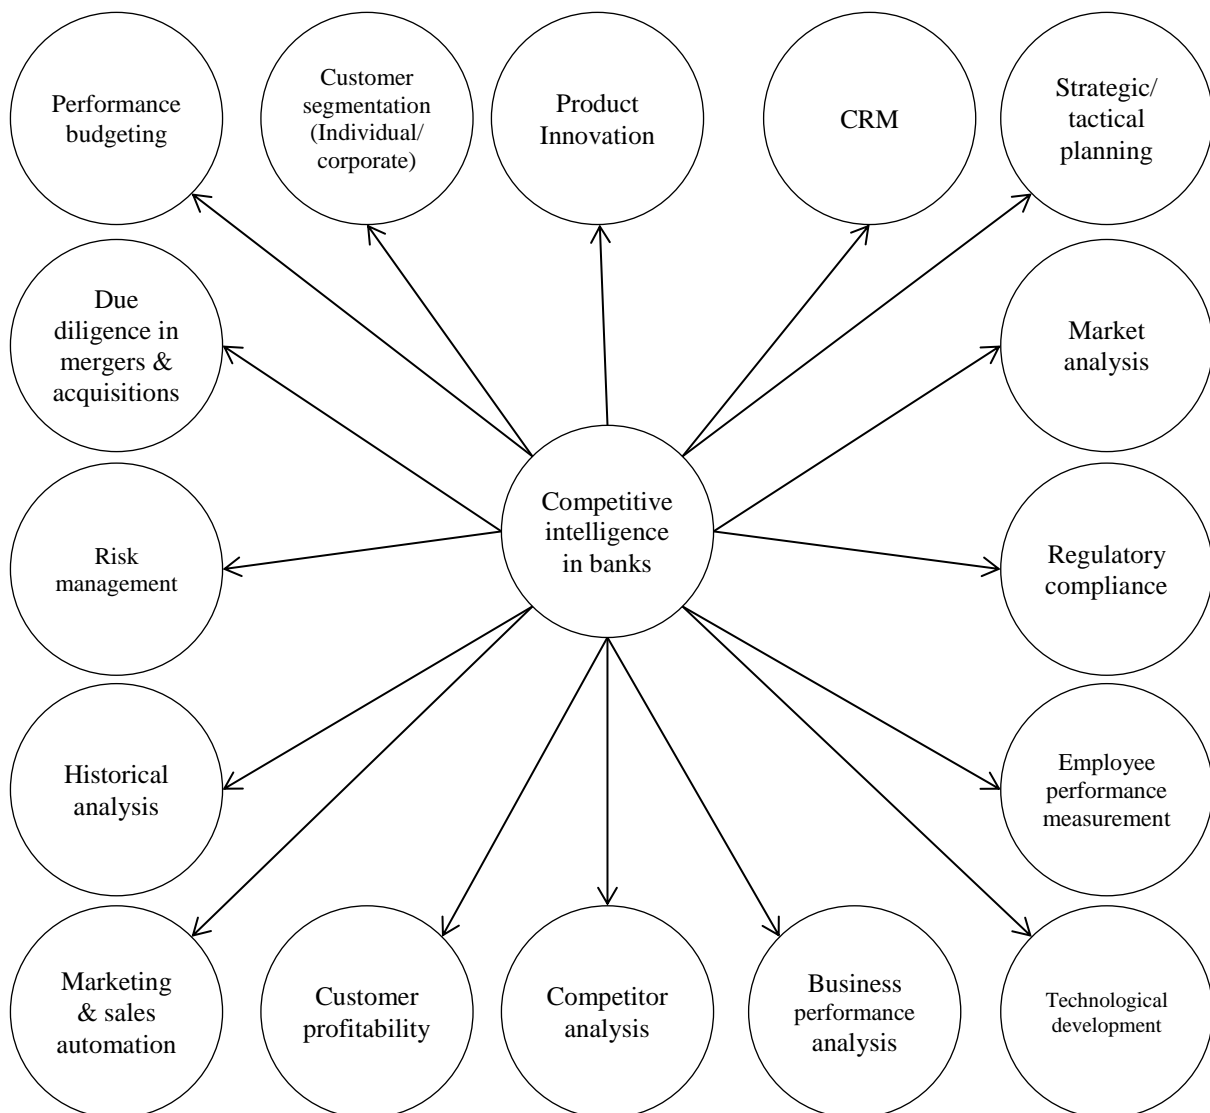 Performance
budgeting
Customer
segmentation
(Individual/
corporate)
Product
Innovation
CRM
Strategic/
tactical
planning
Due
diligence in
mergers &
acquisitions
Market
analysis
Competitive
intelligence
in banks
Risk
management
Regulatory
compliance
Historical
analysis
Employee
performance
measurement
Marketing
& sales
automation
Customer
profitability
Competitor
analysis
Business
performance
analysis
Technological
development